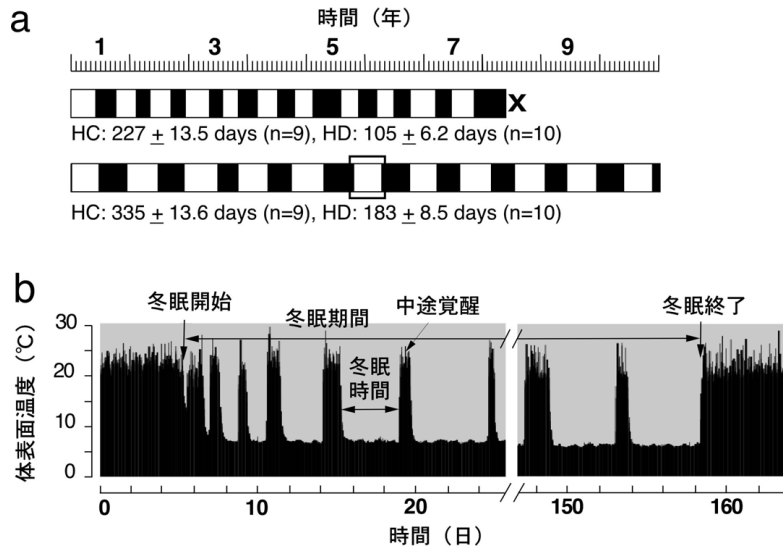 a
時間（年）
1 3 5 7 9
X
HC: 227 ± 13.5 days (n=9), HD: 105 ± 6.2 days (n=10)
HC: 335 ± 13.6 days (n=9), HD: 183 ± 8.5 days (n=10)
b
冬眠開始
冬眠期間
中途覚醒
冬眠終了
冬眠
時間
体表面温度（℃）
30
20
10
0
0 10 20 150 160
時間（日）